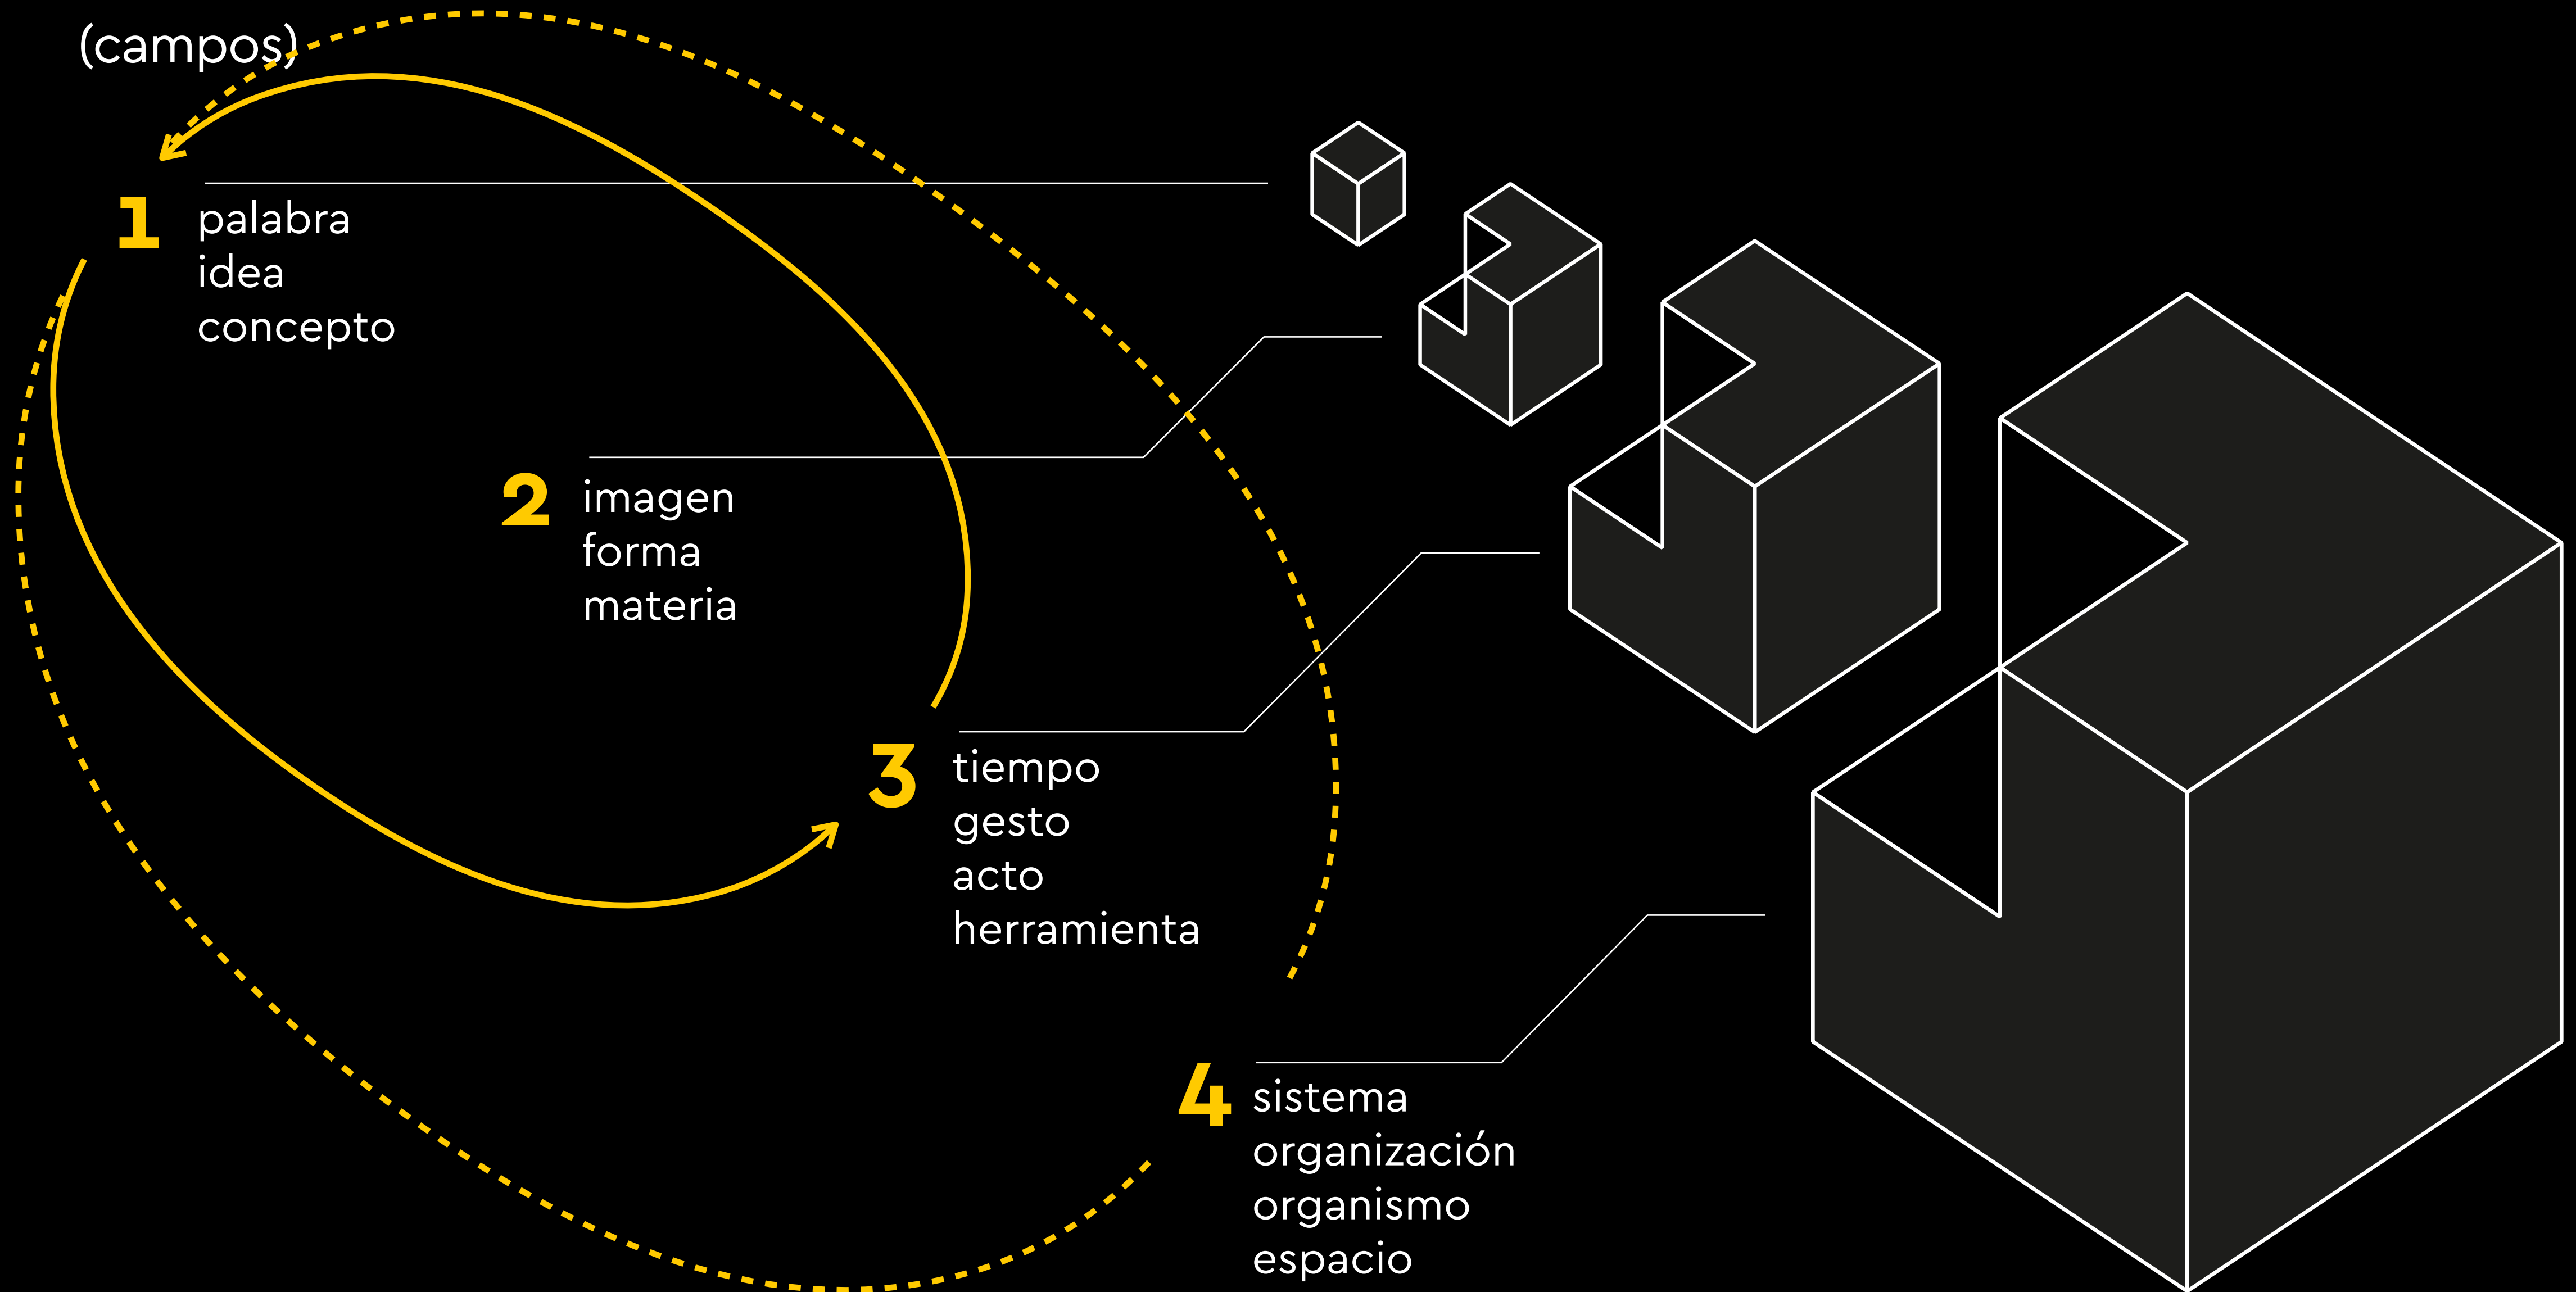 (campos)
1
palabra
idea
concepto
2
imagen
forma
materia
3
tiempo
gesto
acto
herramienta
4
sistema
organización
organismo
espacio